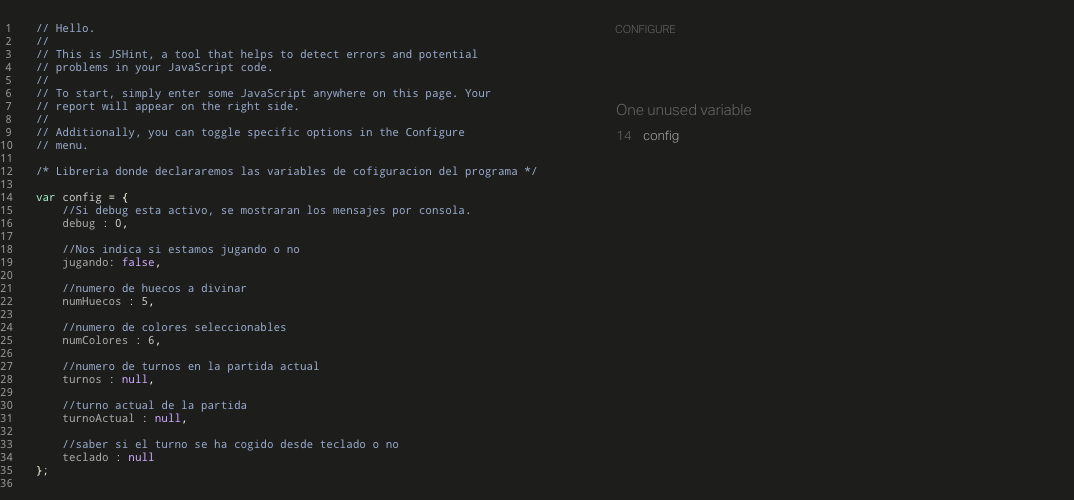 1 // Hello.
2 //
3 // This is JSHint, a tool that helps to detect errors and potential
4 // problems in your JavaScript code.
5 //
6 // To start, simply enter some JavaScript anywhere on this page. Your
7 // report will appear on the right side.
8 //
9 // Additionally, you can toggle specific options in the Configure
10 // menu.
11
12 /* Libreria donde declararemos las variables de cofiguracion del programa */
13
14 var config = {
15 //Si debug esta activo, se mostraran los mensajes por consola.
16 debug : 0,
17
18 //Nos indica si estamos jugando o no
19 jugando: false,
20
21 //numero de huecos a divinar
22 numHuecos : 5,
23
24 //numero de colores seleccionables
25 numColores : 6,
26
27 //numero de turnos en la partida actual
28 turnos : null,
29
30 //turno actual de la partida
31 turnoActual : null,
32
33 //saber si el turno se ha cogido desde teclado o no
34 teclado : null
35 };
36
CONFIGURE
One unused variable
14 config